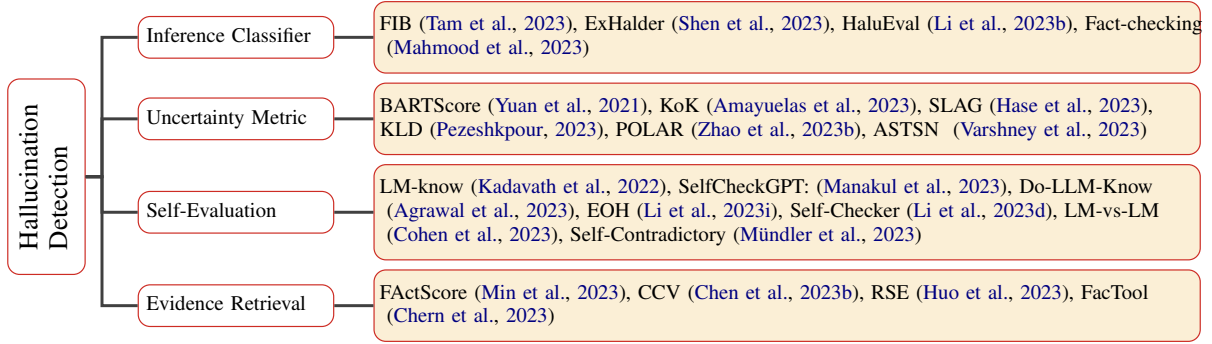 Hallucination
Detection
Inference Classifier
FIB (Tam et al., 2023), ExHalder (Shen et al., 2023), HaluEval (Li et al., 2023b), Fact-checking
(Mahmood et al., 2023)
Uncertainty Metric
BARTScore (Yuan et al., 2021), KoK (Amayuelas et al., 2023), SLAG (Hase et al., 2023),
KLD (Pezeshkpour, 2023), POLAR (Zhao et al., 2023b), ASTSN (Varshney et al., 2023)
Self-Evaluation
LM-know (Kadavath et al., 2022), SelfCheckGPT: (Manakul et al., 2023), Do-LLM-Know
(Agrawal et al., 2023), EOH (Li et al., 2023i), Self-Checker (Li et al., 2023d), LM-vs-LM
(Cohen et al., 2023), Self-Contradictory (Mündler et al., 2023)
Evidence Retrieval
FActScore (Min et al., 2023), CCV (Chen et al., 2023b), RSE (Huo et al., 2023), FacTool
(Chern et al., 2023)